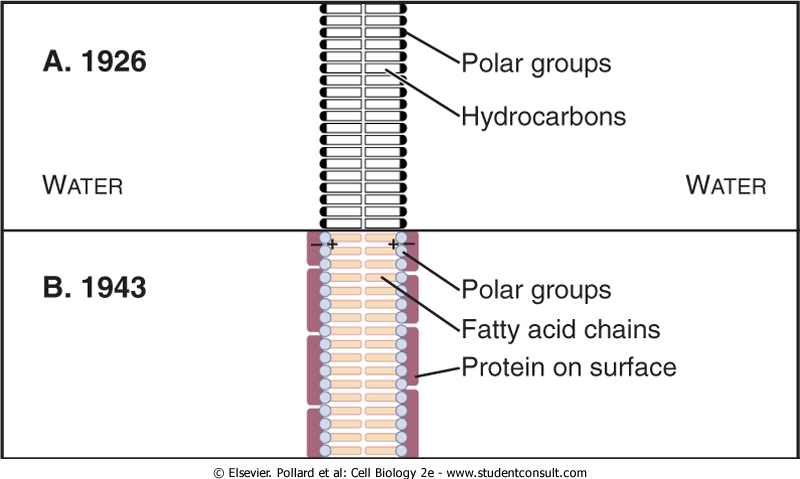 A. 1926
Polar groups
Hydrocarbons
WATER
WATER
− +
+ −
B. 1943
Polar groups
Fatty acid chains
Protein on surface
© Elsevier. Pollard et al: Cell Biology 2e - www.studentconsult.com